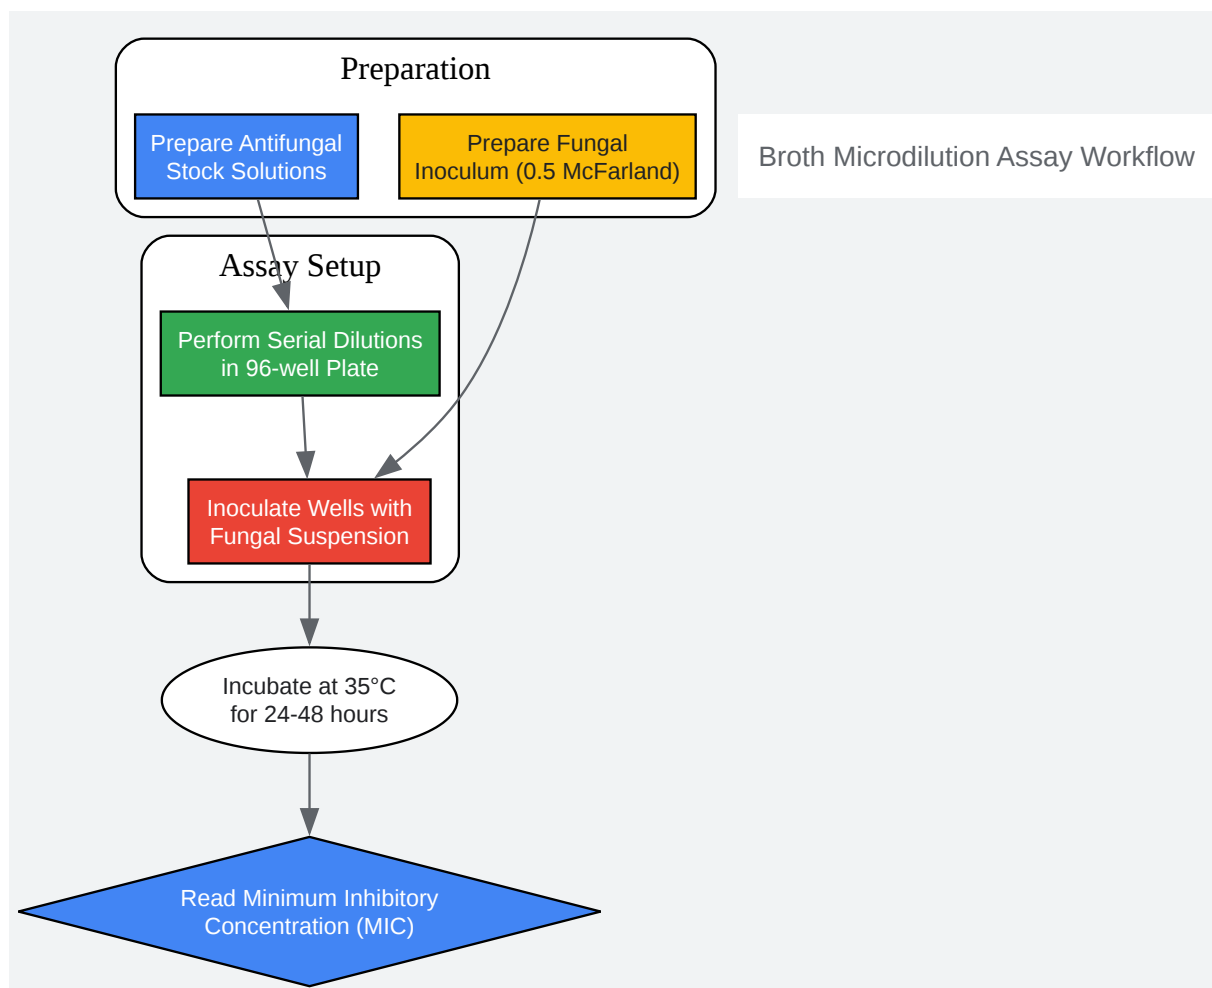 Preparation
Prepare Antifungal
Stock Solutions
Prepare Fungal
Inoculum (0.5 McFarland)
Broth Microdilution Assay Workflow
Assay Setup
Perform Serial Dilutions
in 96-well Plate
Inoculate Wells with
Fungal Suspension
Incubate at 35°C
for 24-48 hours
Read Minimum Inhibitory
Concentration (MIC)